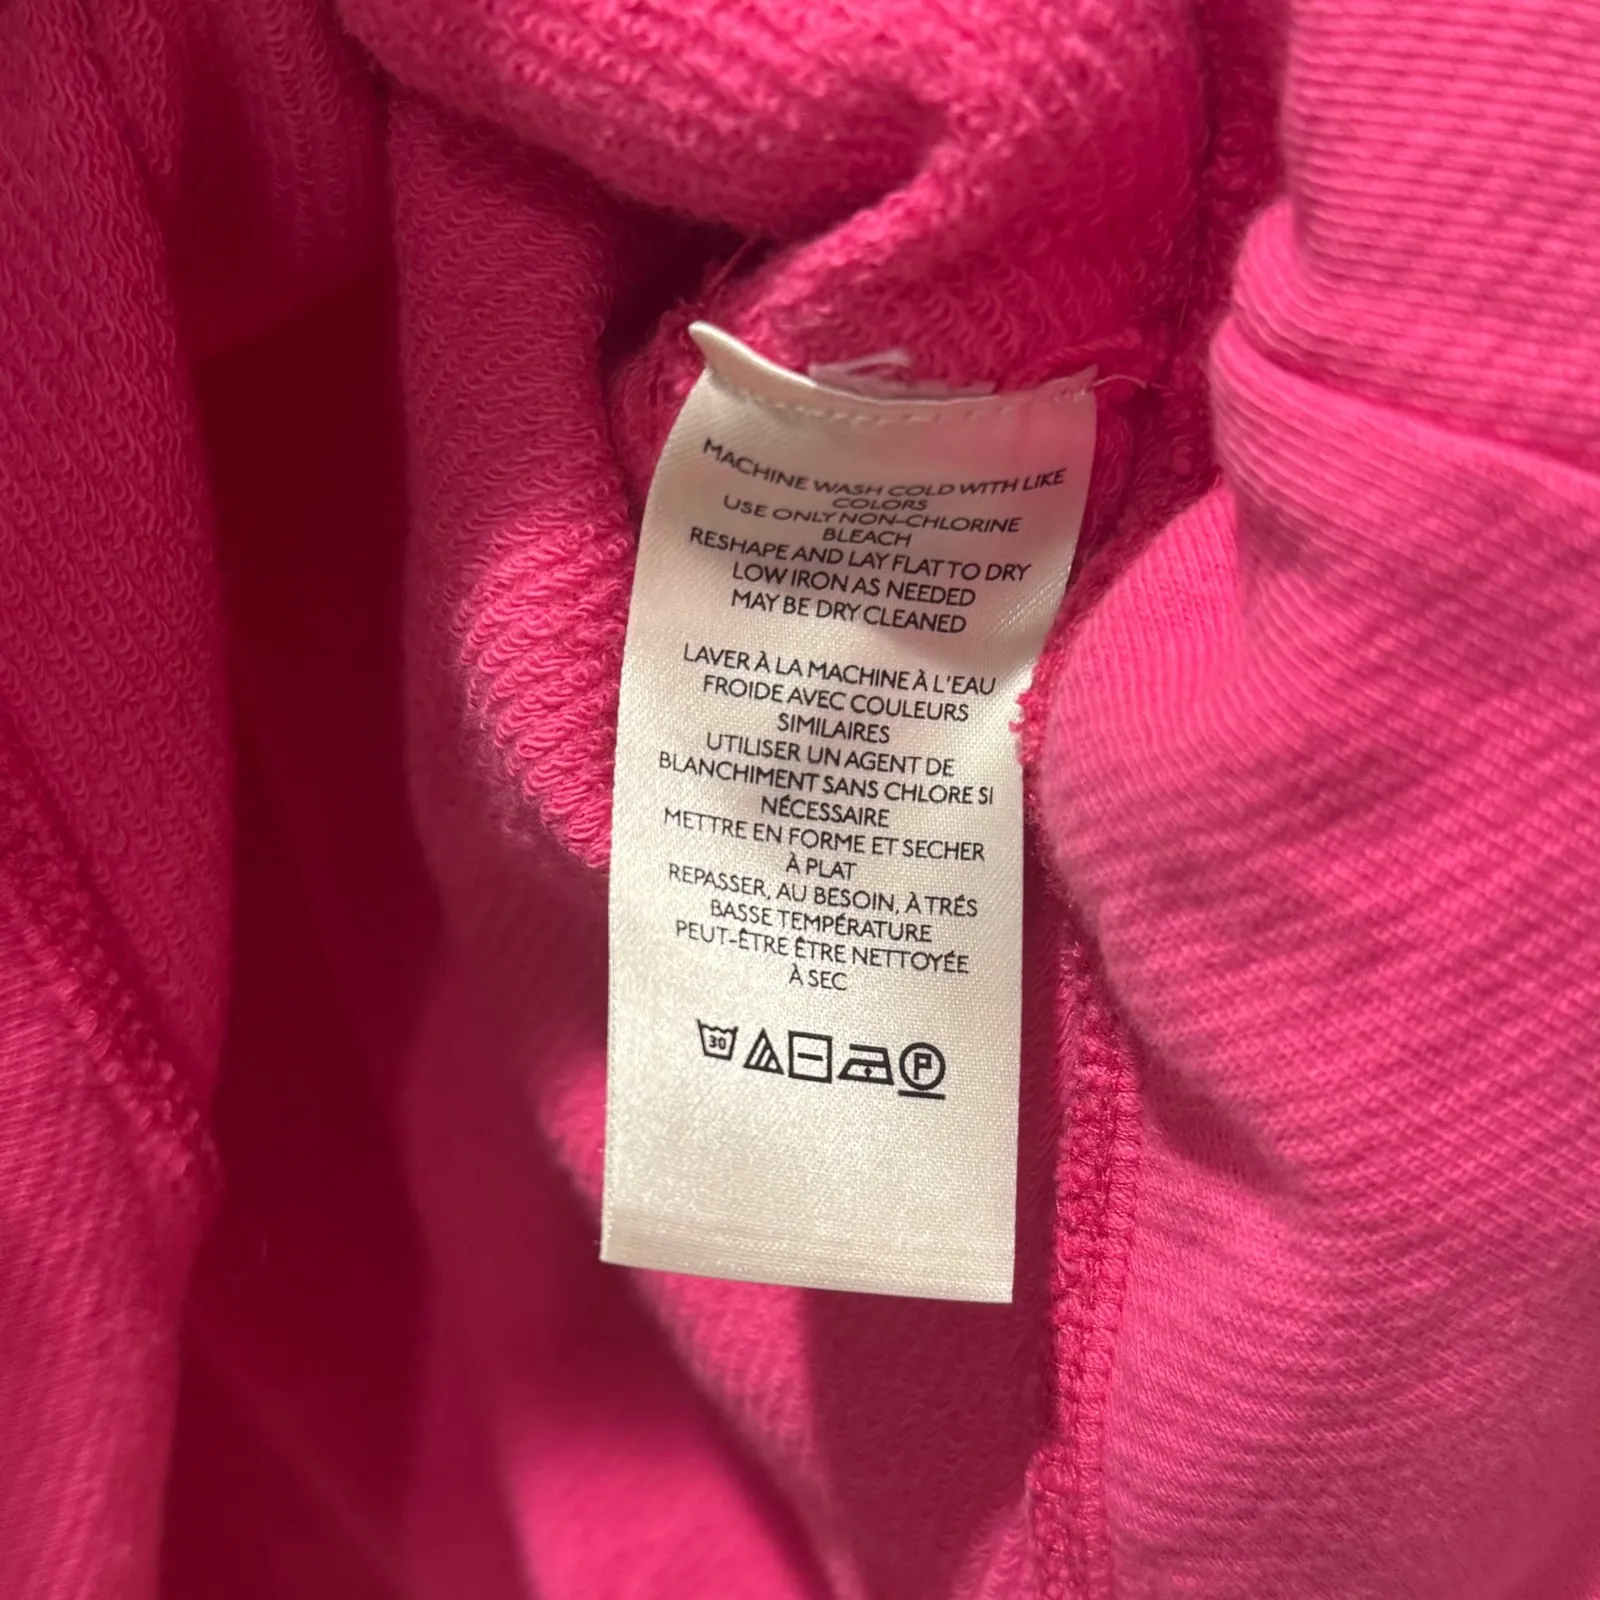 MACHINE WASH COLD WITH LIKE
COLORS
USE ONLY NON-CHLORINE
BLEACH
RESHAPE AND LAY FLAT TO DRY
LOW IRON AS NEEDED
MAY BE DRY CLEANED
LAVER À LA MACHINE À L'EAU
FROIDE AVEC COULEURS
SIMILAIRES
UTILISER UN AGENT DE
BLANCHIMENT SANS CHLORE SI
NÉCESSAIRE
METTRE EN FORME ET SECHER
À PLAT
REPASSER, AU BESOIN, À TRÉS
BASSE TEMPÉRATURE
PEUT-ÊTRE ÊTRE NETTOYÉE
À SEC
30 P